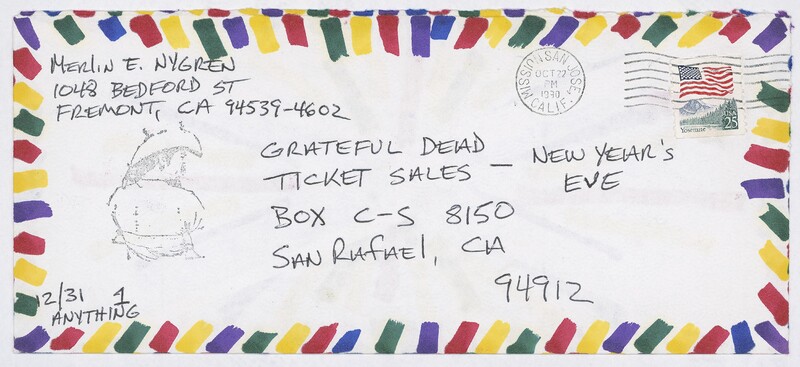 Merlin E. NYGREN
1048 BEDFORD ST
FREMONT, CA 94539-4602
MISSION SAN JOSE,
OCT 27
PM
1990
CALIF.
USA
25
Yosemite
GRATEFUL DEAD
TICKET SALES – NEW YEAR'S
EVE
BOX C-S 8150
SAN RAFAEL, CA
94912
12/31 1
ANYTHING